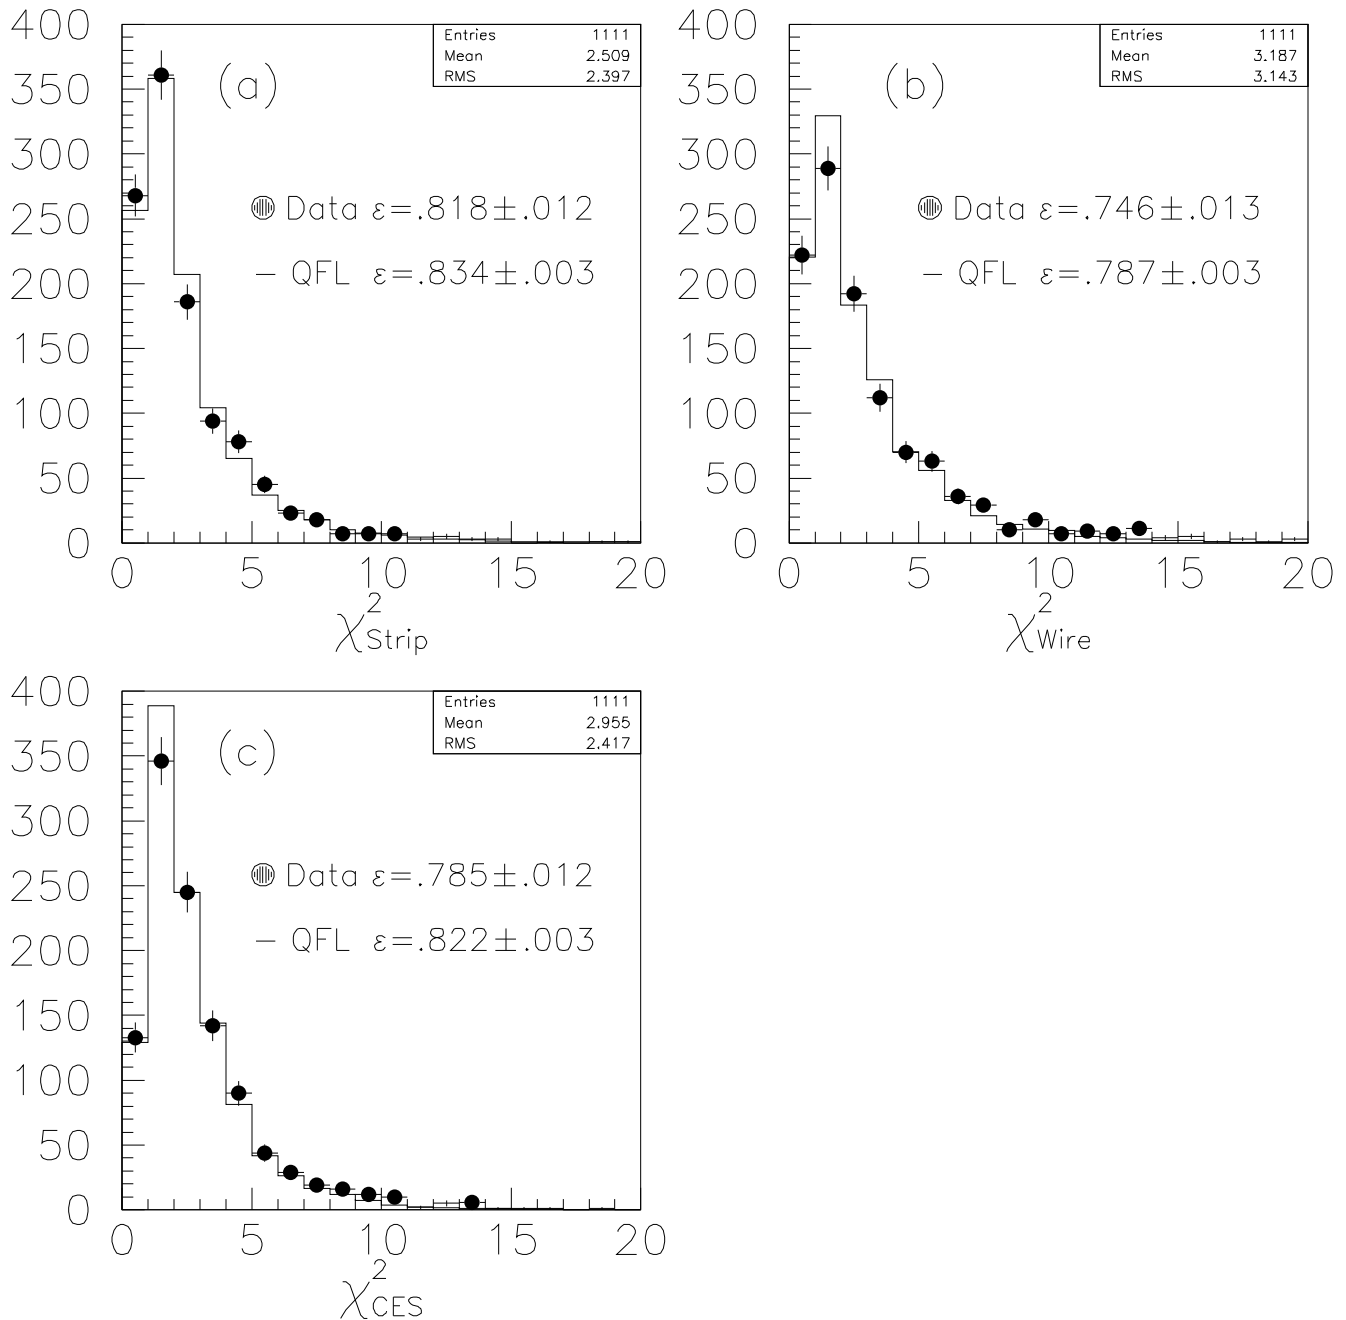 (a)
Entries 1111
Mean 2.509
RMS 2.397
Data ε=.818±.012
QFL ε=.834±.003
400
350
300
250
200
150
100
50
0
0 5 10 15 20
χ²Strip
(b)
Entries 1111
Mean 3.187
RMS 3.143
Data ε=.746±.013
QFL ε=.787±.003
400
350
300
250
200
150
100
50
0
0 5 10 15 20
χ²Wire
(c)
Entries 1111
Mean 2.955
RMS 2.417
Data ε=.785±.012
QFL ε=.822±.003
400
350
300
250
200
150
100
50
0
0 5 10 15 20
χ²CES